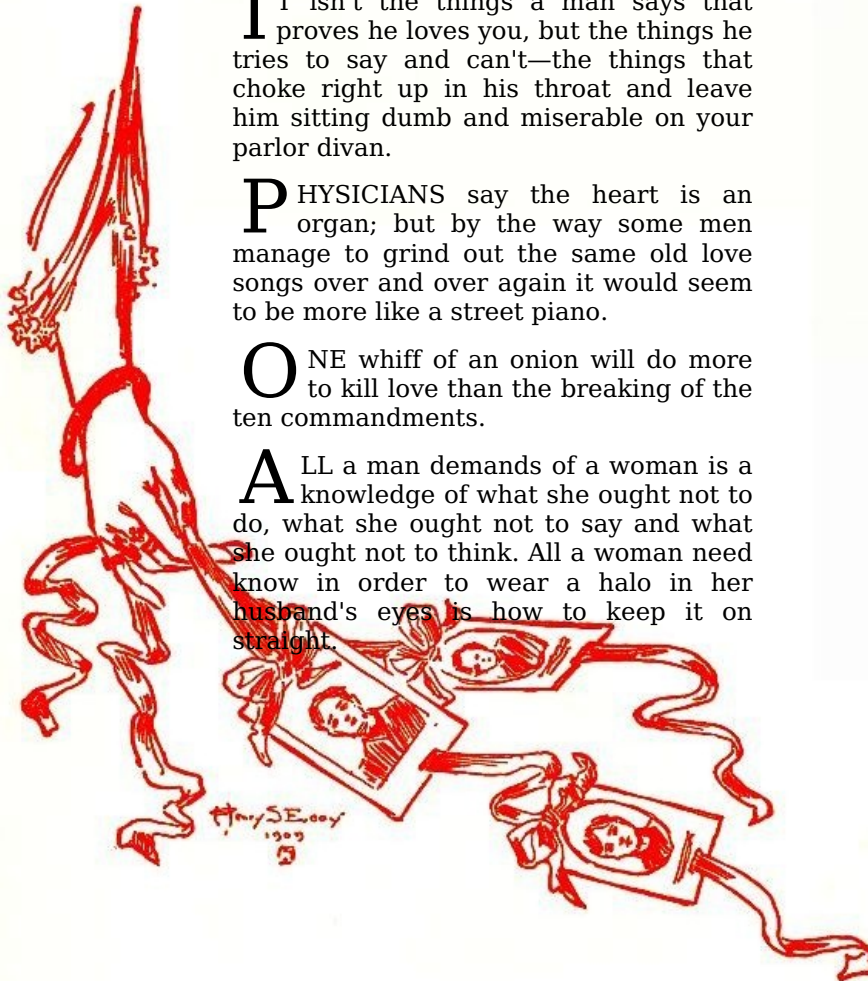 IT isn't the things a man says that
proves he loves you, but the things he
tries to say and can't—the things that
choke right up in his throat and leave
him sitting dumb and miserable on your
parlor divan.
PHYSICIANS say the heart is an
organ; but by the way some men
manage to grind out the same old love
songs over and over again it would seem
to be more like a street piano.
ONE whiff of an onion will do more
to kill love than the breaking of the
ten commandments.
ALL a man demands of a woman is a
knowledge of what she ought not to
do, what she ought not to say and what
she ought not to think. All a woman need
know in order to wear a halo in her
husband's eyes is how to keep it on
straight.
1909